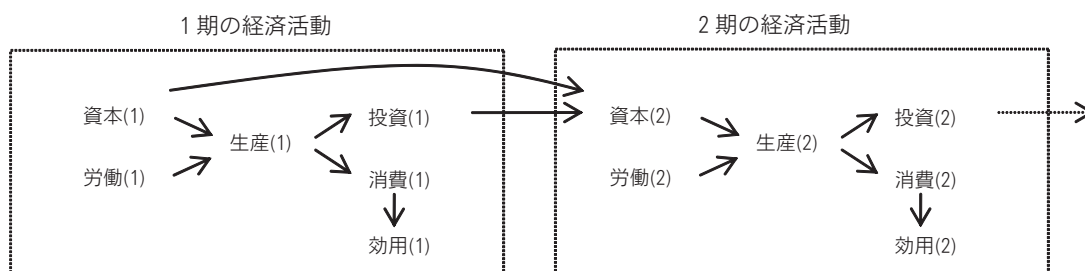 1 期の経済活動
2 期の経済活動
資本(1)
投資(1)
生産(1)
労働(1)
消費(1)
効用(1)
資本(2)
投資(2)
生産(2)
労働(2)
消費(2)
効用(2)